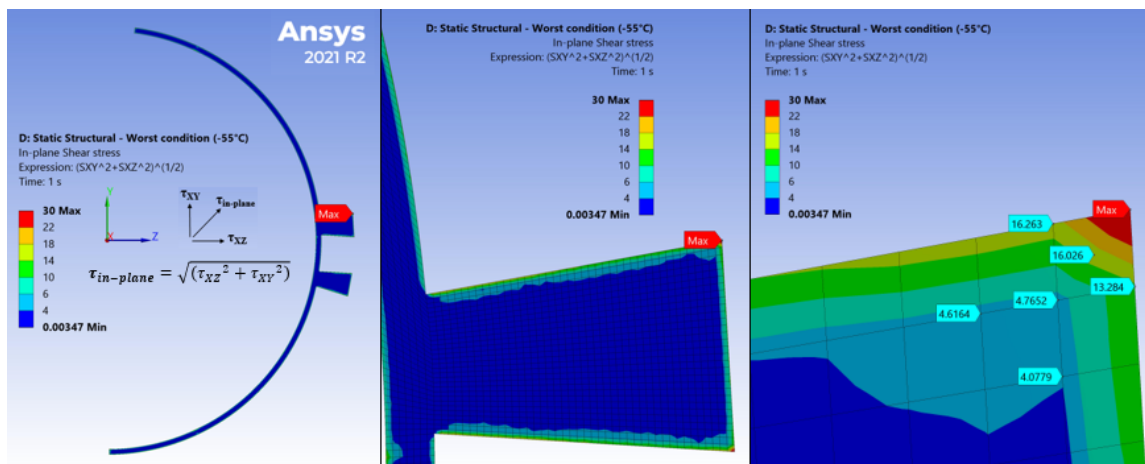 Ansys
2021 R2
D: Static Structural - Worst condition (-55°C)
In-plane Shear stress
Expression: (SXY^2+SXZ^2)^(1/2)
Time: 1 s
30 Max
22
18
14
10
6
4
0.00347 Min
Y
X
Z
τXY
τin-plane
τXZ
τin−plane = √(τXZ² + τXY²)
Max
D: Static Structural - Worst condition (-55°C)
In-plane Shear stress
Expression: (SXY^2+SXZ^2)^(1/2)
Time: 1 s
30 Max
22
18
14
10
6
4
0.00347 Min
Max
D: Static Structural - Worst condition (-55°C)
In-plane Shear stress
Expression: (SXY^2+SXZ^2)^(1/2)
Time: 1 s
30 Max
22
18
14
10
6
4
0.00347 Min
Max
16.263
16.026
13.284
4.7652
4.6164
4.0779